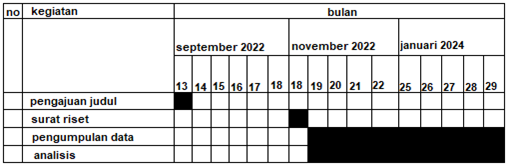 no kegiatan bulan
september 2022 november 2022 januari 2024
13 14 15 16 17 18 18 19 20 21 22 25 26 27 28 29
pengajuan judul
surat riset
pengumpulan data
analisis